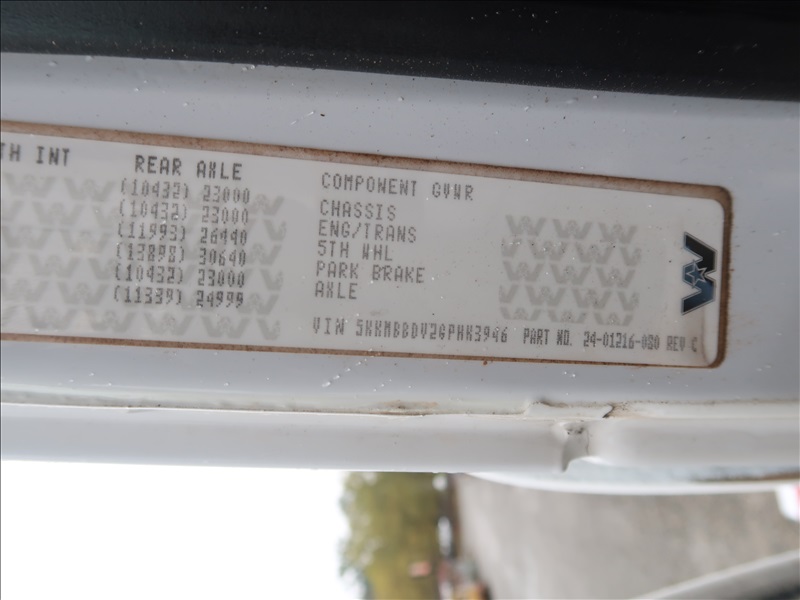 TH INT REAR AXLE COMPONENT GVWR
(10432) 23000 CHASSIS
(10432) 23000 ENG/TRANS
(11993) 26440 5TH WHL
(13898) 30640 PARK BRAKE
(10432) 23000 AXLE
(11339) 24999
VIN 5KKMBBDV2GPHK3946 PART NO. 24-01216-080 REV C